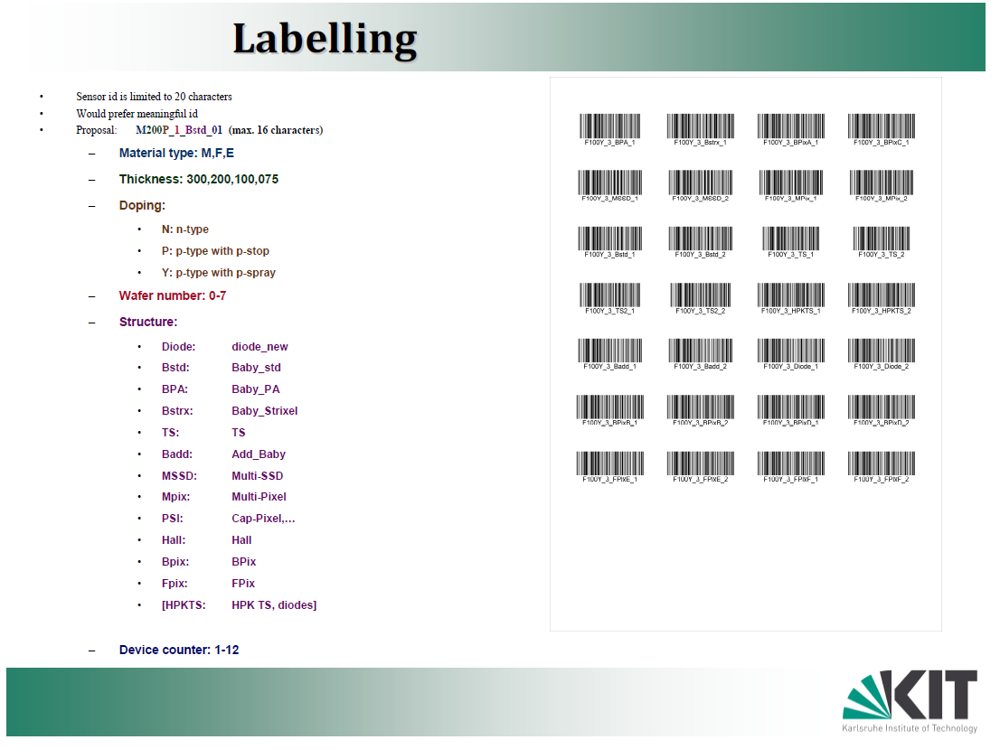 Labelling
• Sensor id is limited to 20 characters
• Would prefer meaningful id
• Proposal: M200P_1_Bstd_01 (max. 16 characters)
– Material type: M,F,E
– Thickness: 300,200,100,075
– Doping:
• N: n-type
• P: p-type with p-stop
• Y: p-type with p-spray
– Wafer number: 0-7
– Structure:
• Diode: diode_new
• Bstd: Baby_std
• BPA: Baby_PA
• Bstrx: Baby_Strixel
• TS: TS
• Badd: Add_Baby
• MSSD: Multi-SSD
• Mpix: Multi-Pixel
• PSI: Cap-Pixel,...
• Hall: Hall
• Bpix: BPix
• Fpix: FPix
• [HPKTS: HPK TS, diodes]
– Device counter: 1-12
F100Y_3_BPA_1 F100Y_3_Bstrx_1 F100Y_3_BPixA_1 F100Y_3_BPixC_1
F100Y_3_MSSD_1 F100Y_3_MSSD_2 F100Y_3_MPix_1 F100Y_3_MPix_2
F100Y_3_Bstd_1 F100Y_3_Bstd_2 F100Y_3_TS_1 F100Y_3_TS_2
F100Y_3_TS2_1 F100Y_3_TS2_2 F100Y_3_HPKTS_1 F100Y_3_HPKTS_2
F100Y_3_Badd_1 F100Y_3_Badd_2 F100Y_3_Diode_1 F100Y_3_Diode_2
F100Y_3_BPixB_1 F100Y_3_BPixB_2 F100Y_3_BPixD_1 F100Y_3_BPixD_2
F100Y_3_FPixE_1 F100Y_3_FPixE_2 F100Y_3_FPixF_1 F100Y_3_FPixF_2
KIT
Karlsruhe Institute of Technology